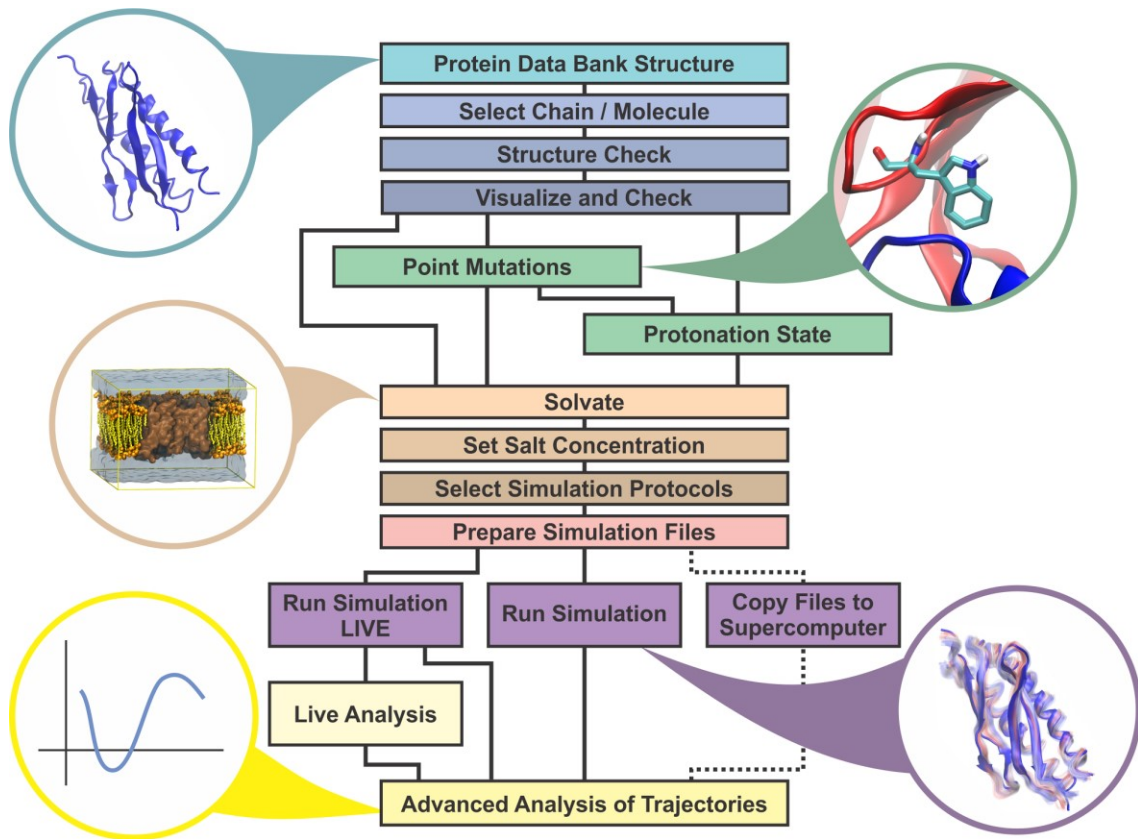 Protein Data Bank Structure
Select Chain / Molecule
Structure Check
Visualize and Check
Point Mutations
Protonation State
Solvate
Set Salt Concentration
Select Simulation Protocols
Prepare Simulation Files
Run Simulation
LIVE
Run Simulation
Copy Files to
Supercomputer
Live Analysis
Advanced Analysis of Trajectories
N
H
N
H